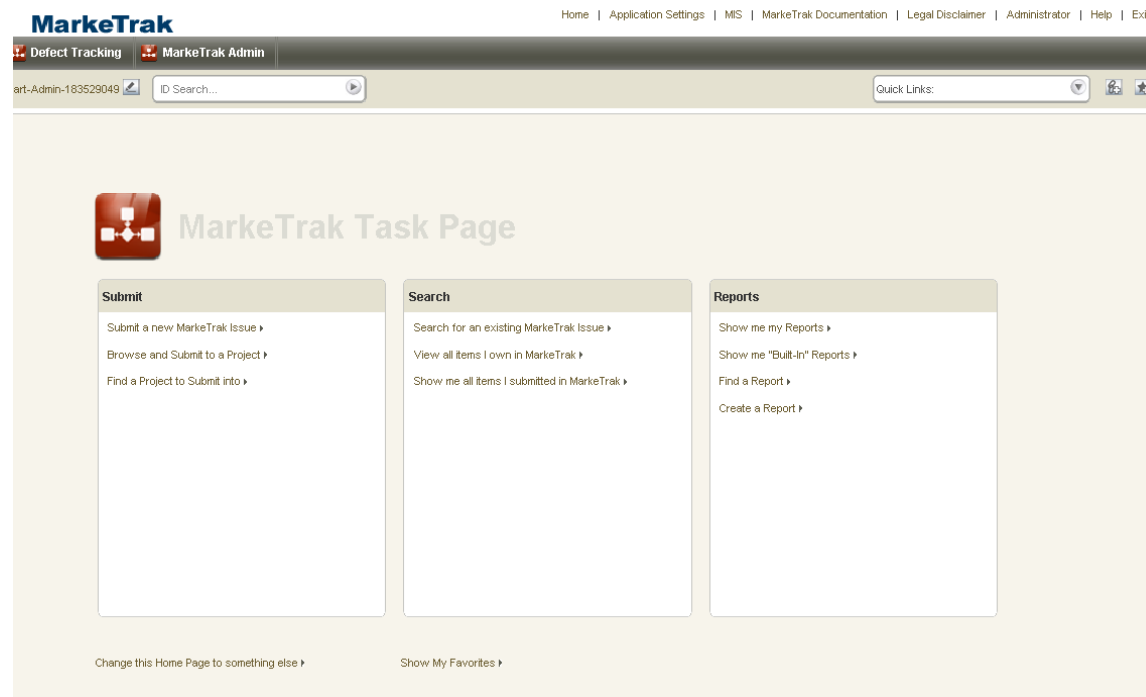 MarkeTrak
Home | Application Settings | MIS | MarkeTrak Documentation | Legal Disclaimer | Administrator | Help | Exi
Defect Tracking MarkeTrak Admin
art-Admin-183529049 ID Search... Quick Links:
MarkeTrak Task Page
Submit
Submit a new MarkeTrak Issue
Browse and Submit to a Project
Find a Project to Submit into
Search
Search for an existing MarkeTrak Issue
View all items I own in MarkeTrak
Show me all items I submitted in MarkeTrak
Reports
Show me my Reports
Show me "Built-In" Reports
Find a Report
Create a Report
Change this Home Page to something else
Show My Favorites